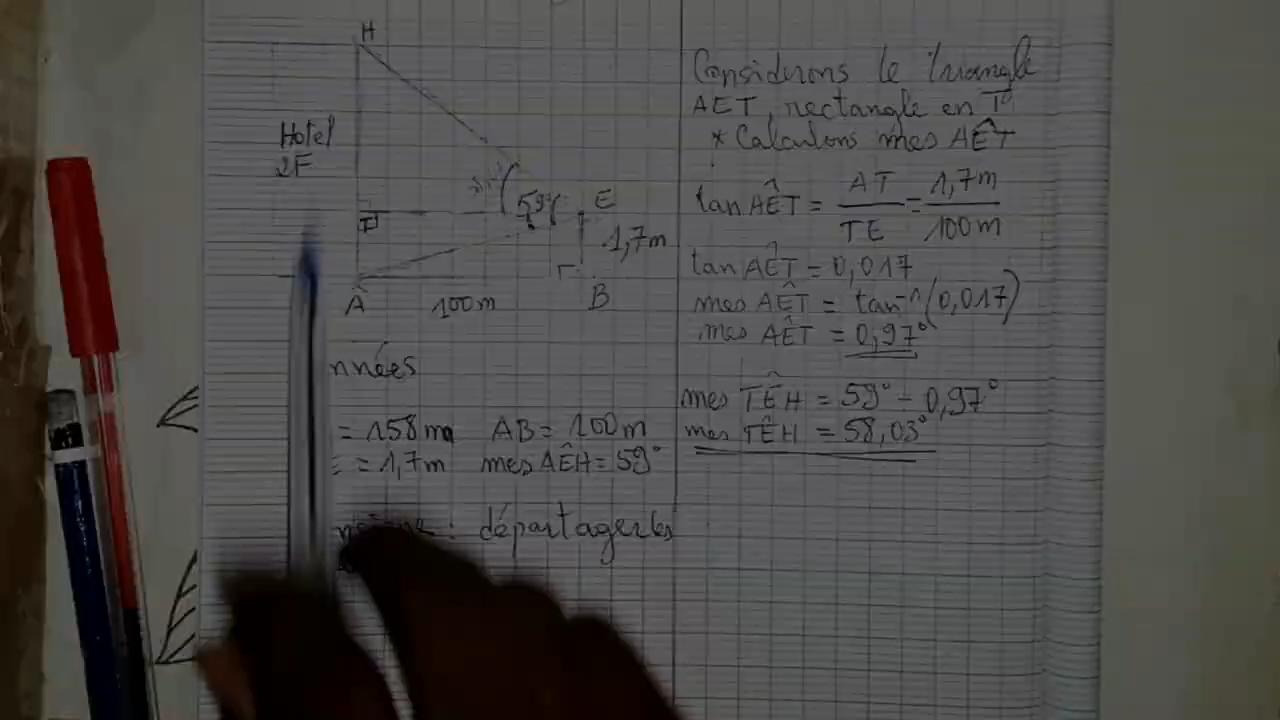 H
Hotel
2F
59°
E
T
1,7m
A
100m
B
nnées
= 158m AB = 100m
= 1,7m mes AÊH = 59°
: départager les
Considérons le triangle
AET rectangle en T
* Calculons mes AÊT
tan AÊT = AT / TE = 1,7m / 100m
tan AÊT = 0,017
mes AÊT = tan⁻¹(0,017)
mes AÊT = 0,97°
mes TÊH = 59° - 0,97°
mes TÊH = 58,03°